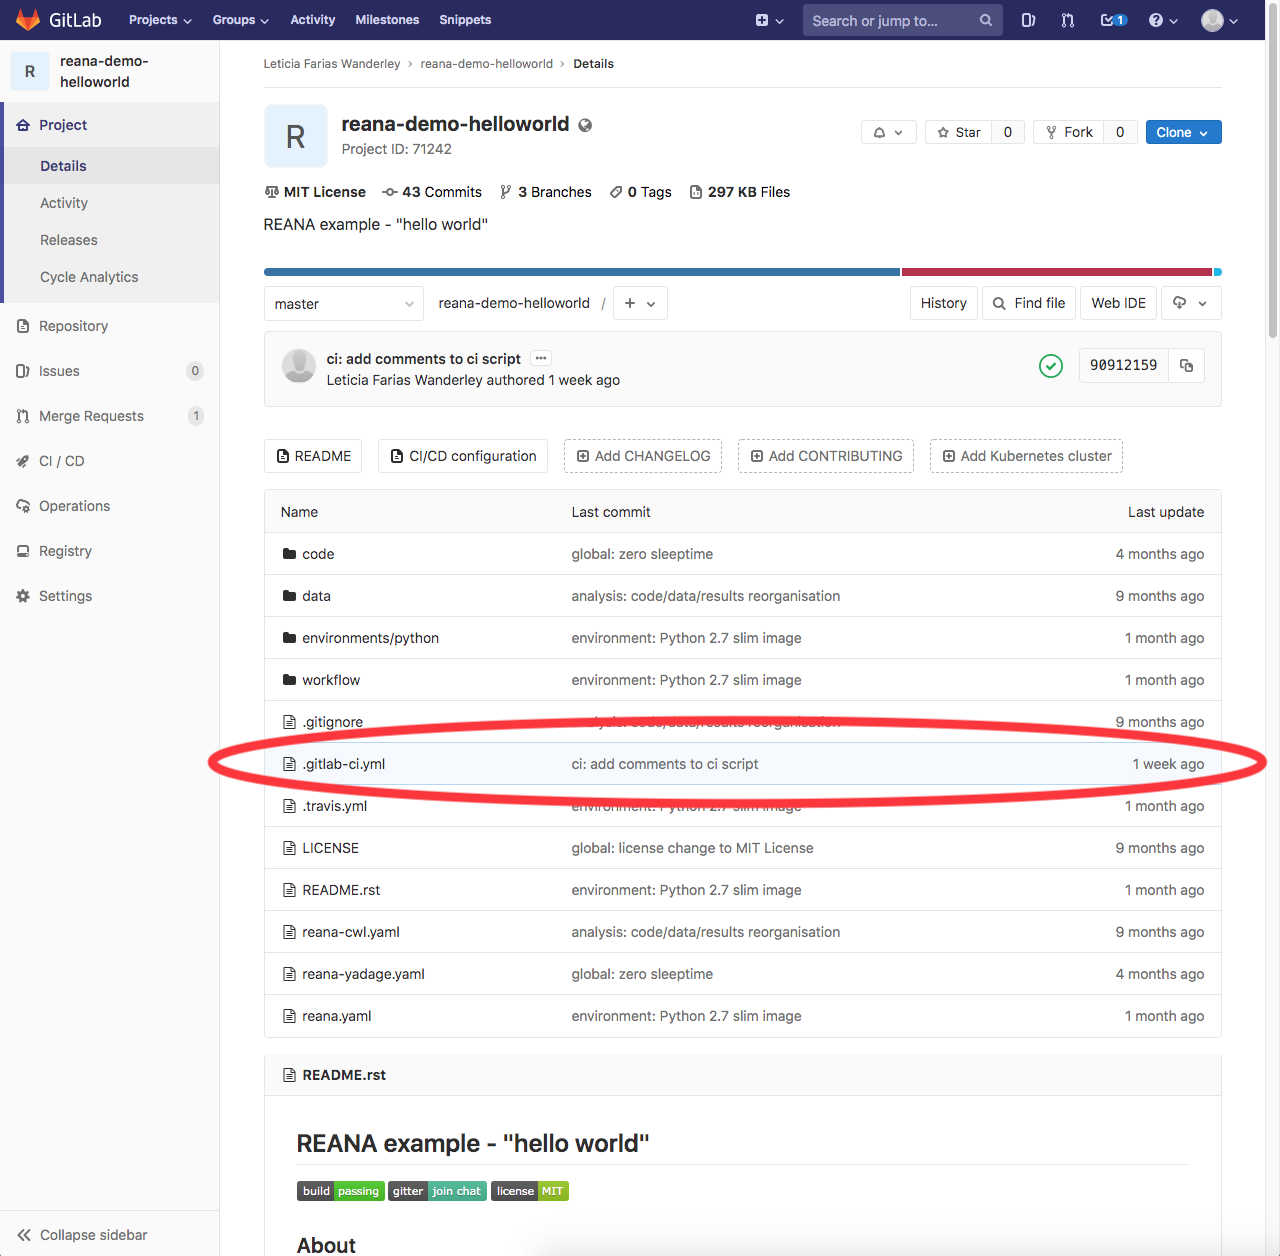 GitLab Projects Groups Activity Milestones Snippets Search or jump to... 1
R reana-demo-helloworld
Project
Details
Activity
Releases
Cycle Analytics
Repository
Issues 0
Merge Requests 1
CI / CD
Operations
Registry
Settings
Collapse sidebar
Leticia Farias Wanderley › reana-demo-helloworld › Details
R
reana-demo-helloworld
Project ID: 71242
Star 0 Fork 0 Clone
MIT License 43 Commits 3 Branches 0 Tags 297 KB Files
REANA example - "hello world"
master reana-demo-helloworld / + History Find file Web IDE
ci: add comments to ci script ...
Leticia Farias Wanderley authored 1 week ago
90912159
README CI/CD configuration Add CHANGELOG Add CONTRIBUTING Add Kubernetes cluster
Name Last commit Last update
code global: zero sleeptime 4 months ago
data analysis: code/data/results reorganisation 9 months ago
environments/python environment: Python 2.7 slim image 1 month ago
workflow environment: Python 2.7 slim image 1 month ago
.gitignore analysis: code/data/results reorganisation 9 months ago
.gitlab-ci.yml ci: add comments to ci script 1 week ago
.travis.yml environment: Python 2.7 slim image 1 month ago
LICENSE global: license change to MIT License 9 months ago
README.rst environment: Python 2.7 slim image 1 month ago
reana-cwl.yaml analysis: code/data/results reorganisation 9 months ago
reana-yadage.yaml global: zero sleeptime 4 months ago
reana.yaml environment: Python 2.7 slim image 1 month ago
README.rst
REANA example - "hello world"
build passing gitter join chat license MIT
About